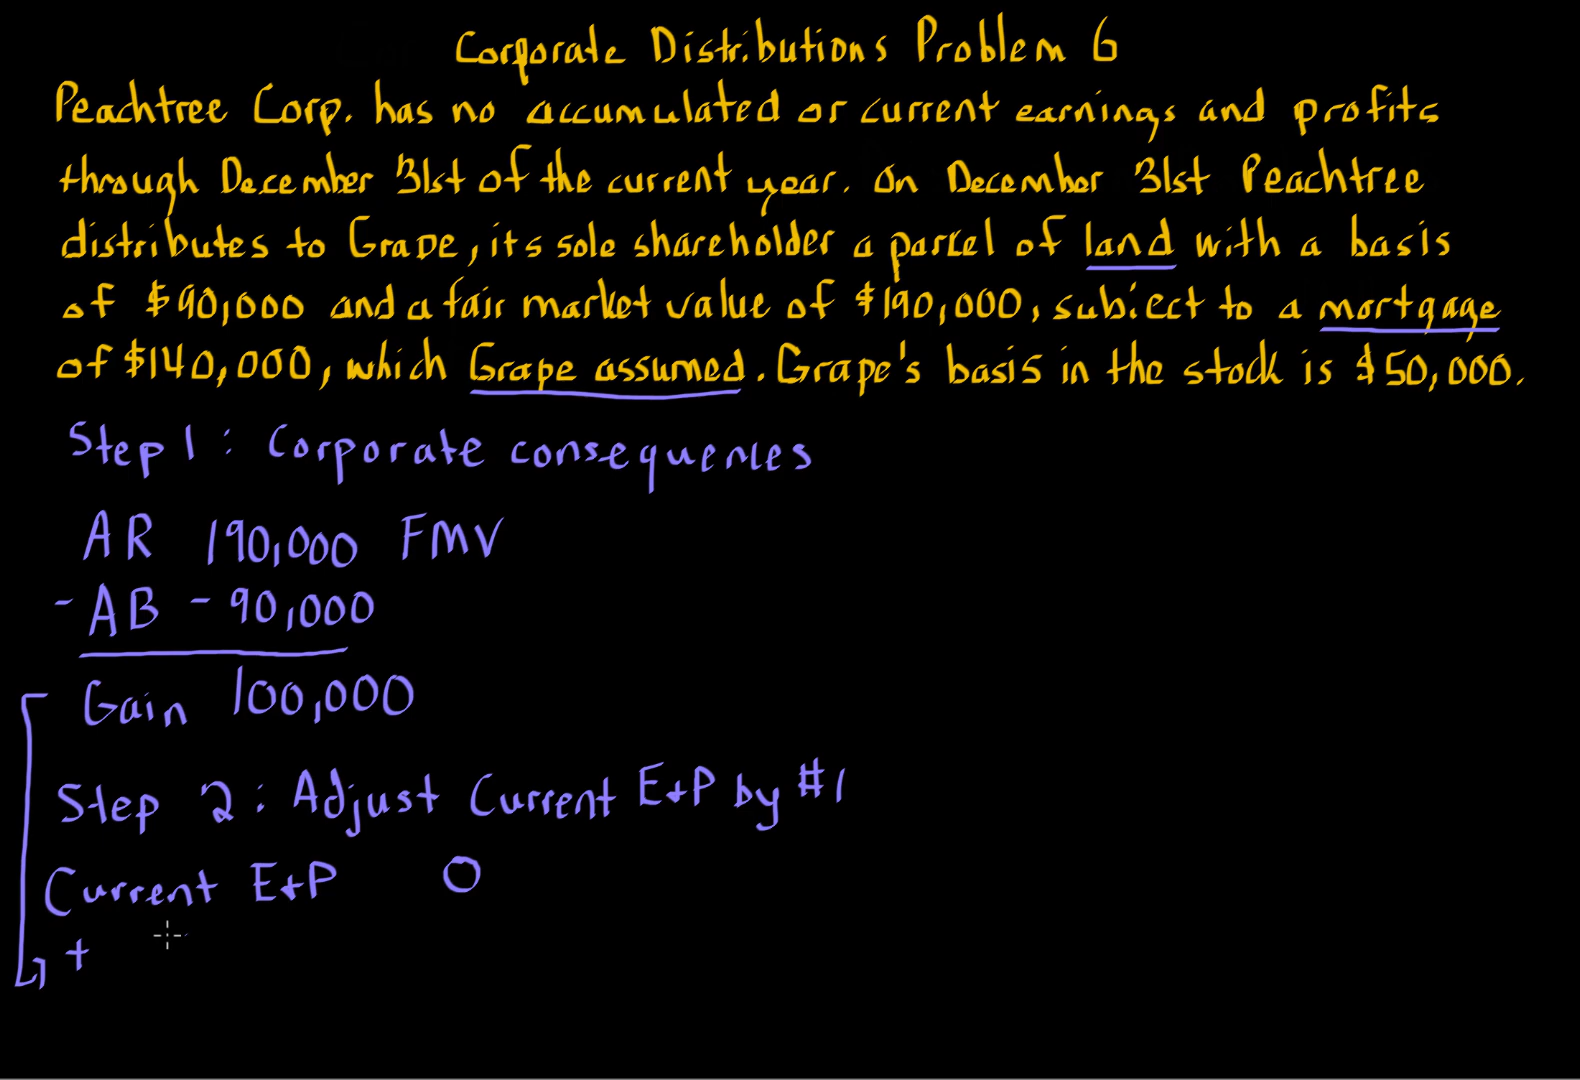 Corporate Distributions Problem 6
Peachtree Corp. has no accumulated or current earnings and profits
through December 31st of the current year. On December 31st Peachtree
distributes to Grape, its sole shareholder a parcel of land with a basis
of $90,000 and a fair market value of $190,000, subject to a mortgage
of $140,000, which Grape assumed. Grape's basis in the stock is $50,000.
Step 1: Corporate consequences
AR 190,000 FMV
- AB - 90,000
Gain 100,000
Step 2: Adjust Current E+P by #1
Current E+P 0
+